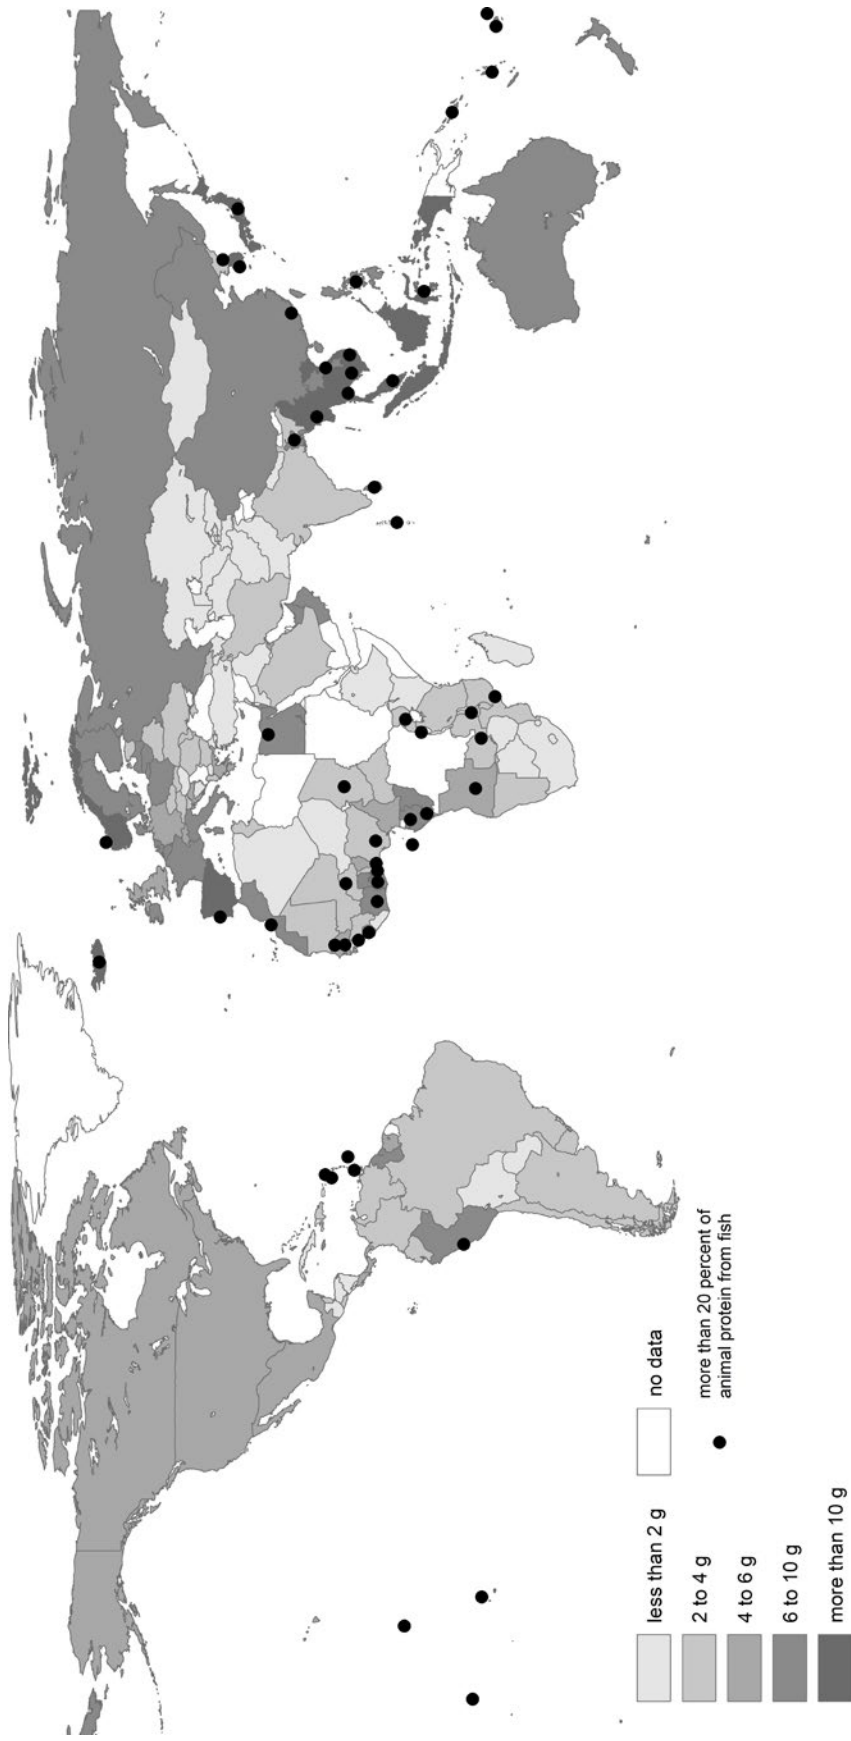 less than 2 g
2 to 4 g
4 to 6 g
6 to 10 g
more than 10 g
no data
more than 20 percent of
animal protein from fish